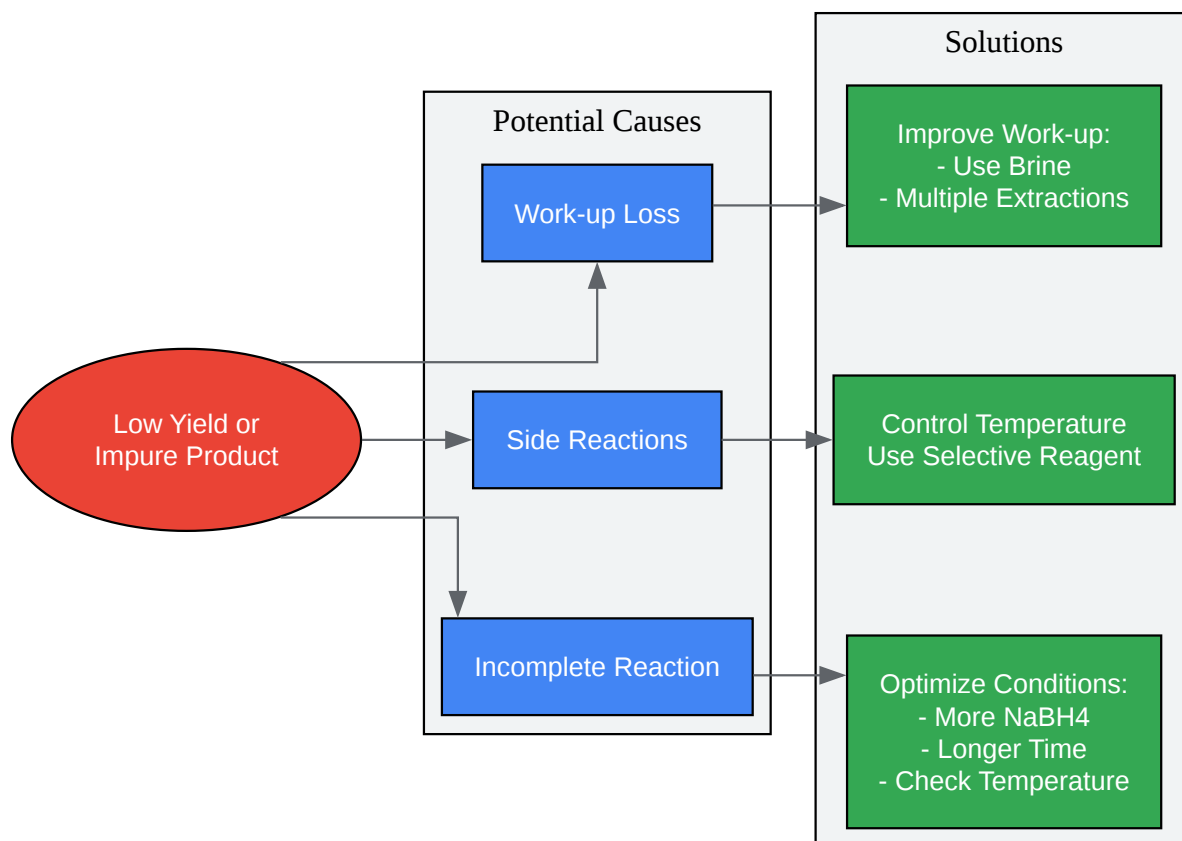 Solutions
Potential Causes
Improve Work-up:
- Use Brine
- Multiple Extractions
Work-up Loss
Low Yield or
Impure Product
Side Reactions
Control Temperature
Use Selective Reagent
Incomplete Reaction
Optimize Conditions:
- More NaBH4
- Longer Time
- Check Temperature